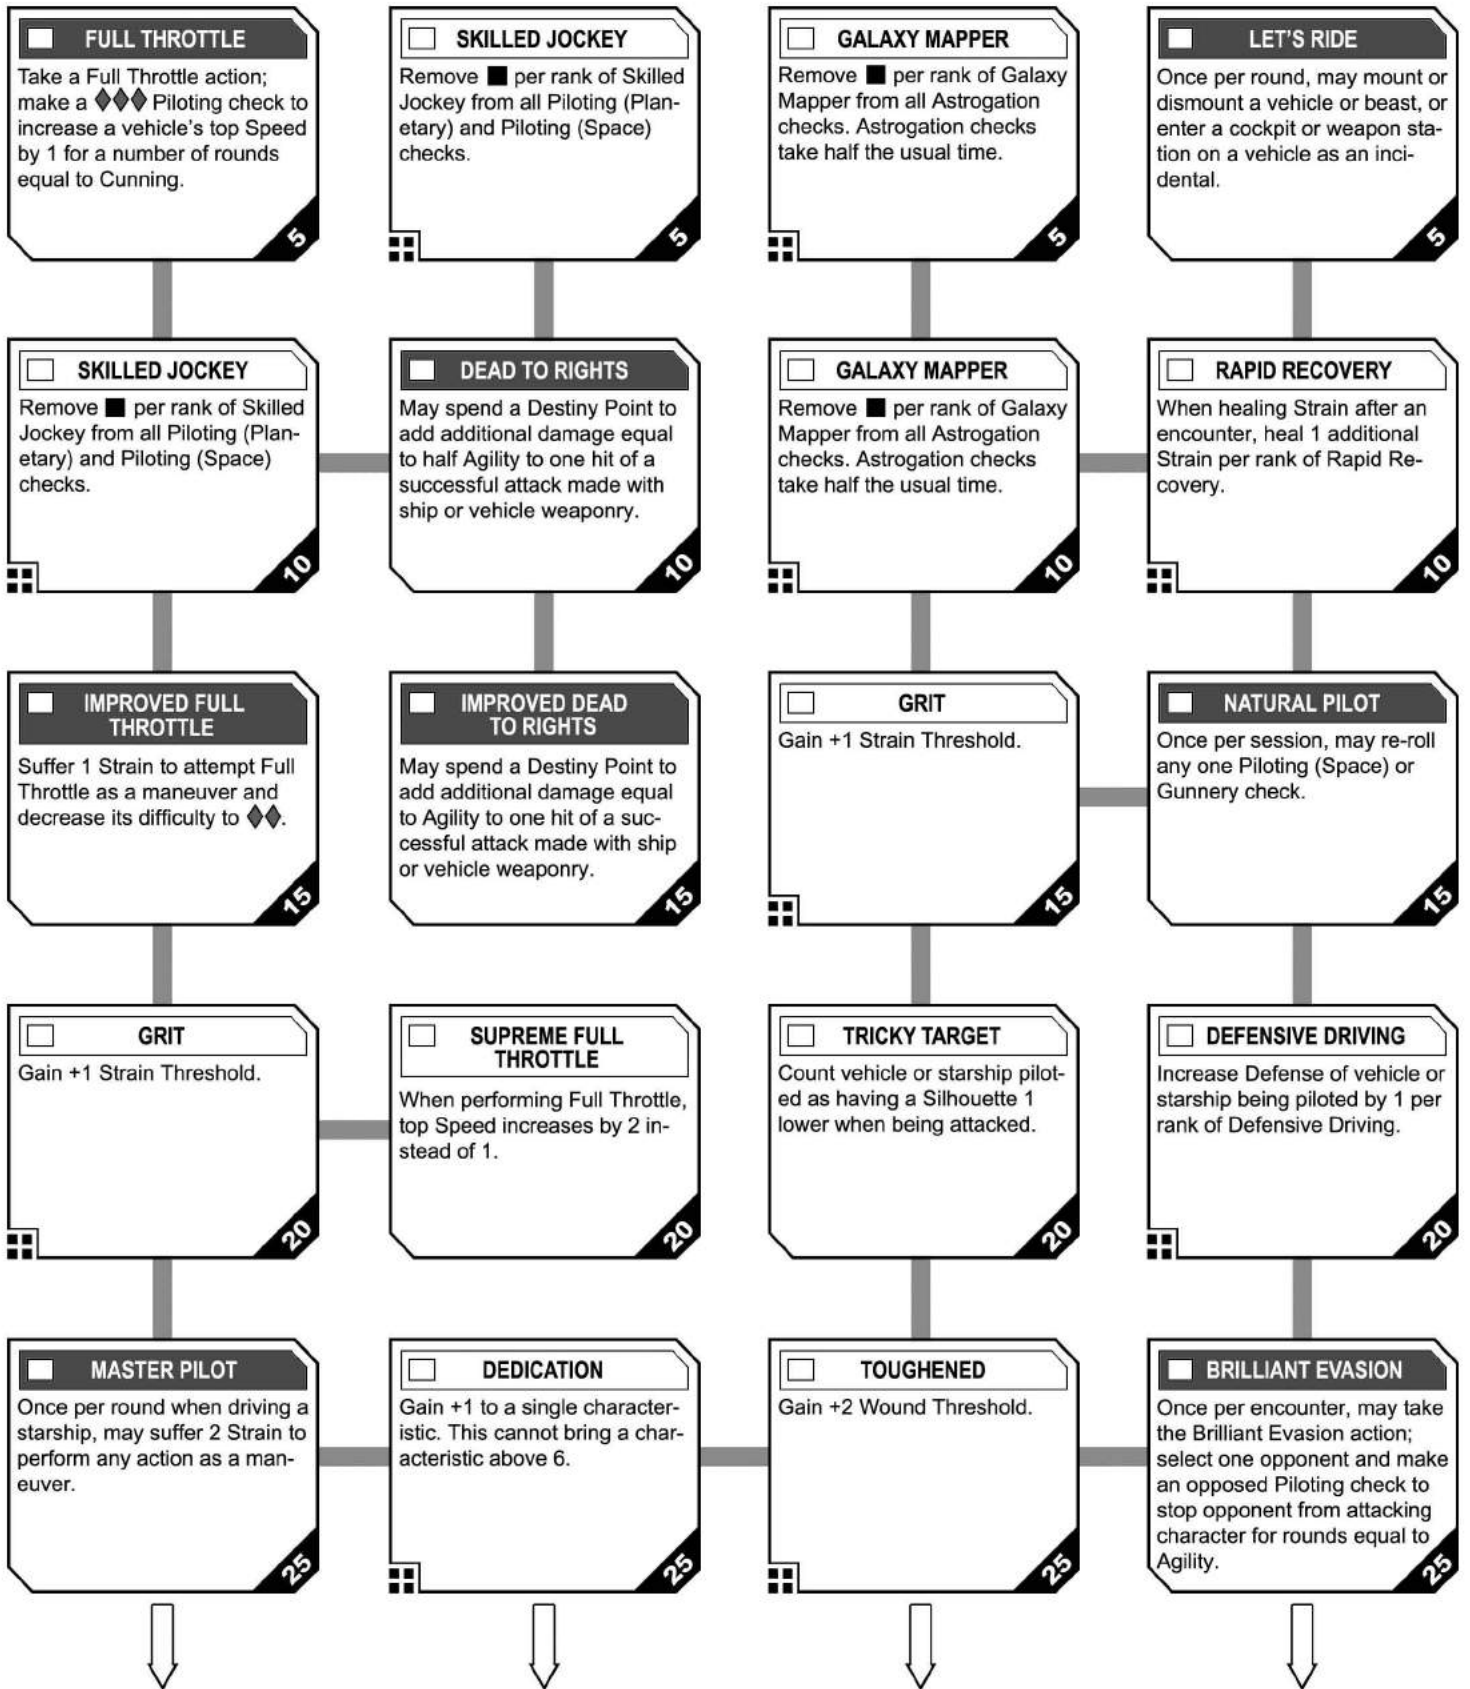 FULL THROTTLE
Take a Full Throttle action;
make a ◆◆◆ Piloting check to
increase a vehicle's top Speed
by 1 for a number of rounds
equal to Cunning.
5
SKILLED JOCKEY
Remove ■ per rank of Skilled
Jockey from all Piloting (Plan-
etary) and Piloting (Space)
checks.
5
GALAXY MAPPER
Remove ■ per rank of Galaxy
Mapper from all Astrogation
checks. Astrogation checks
take half the usual time.
5
LET'S RIDE
Once per round, may mount or
dismount a vehicle or beast, or
enter a cockpit or weapon sta-
tion on a vehicle as an inci-
dental.
5
SKILLED JOCKEY
Remove ■ per rank of Skilled
Jockey from all Piloting (Plan-
etary) and Piloting (Space)
checks.
10
DEAD TO RIGHTS
May spend a Destiny Point to
add additional damage equal
to half Agility to one hit of a
successful attack made with
ship or vehicle weaponry.
10
GALAXY MAPPER
Remove ■ per rank of Galaxy
Mapper from all Astrogation
checks. Astrogation checks
take half the usual time.
10
RAPID RECOVERY
When healing Strain after an
encounter, heal 1 additional
Strain per rank of Rapid Re-
covery.
10
IMPROVED FULL
THROTTLE
Suffer 1 Strain to attempt Full
Throttle as a maneuver and
decrease its difficulty to ◆◆.
15
IMPROVED DEAD
TO RIGHTS
May spend a Destiny Point to
add additional damage equal
to Agility to one hit of a suc-
cessful attack made with ship
or vehicle weaponry.
15
GRIT
Gain +1 Strain Threshold.
15
NATURAL PILOT
Once per session, may re-roll
any one Piloting (Space) or
Gunnery check.
15
GRIT
Gain +1 Strain Threshold.
20
SUPREME FULL
THROTTLE
When performing Full Throttle,
top Speed increases by 2 in-
stead of 1.
20
TRICKY TARGET
Count vehicle or starship pilot-
ed as having a Silhouette 1
lower when being attacked.
20
DEFENSIVE DRIVING
Increase Defense of vehicle or
starship being piloted by 1 per
rank of Defensive Driving.
20
MASTER PILOT
Once per round when driving a
starship, may suffer 2 Strain to
perform any action as a man-
euver.
25
DEDICATION
Gain +1 to a single character-
istic. This cannot bring a char-
acteristic above 6.
25
TOUGHENED
Gain +2 Wound Threshold.
25
BRILLIANT EVASION
Once per encounter, may take
the Brilliant Evasion action;
select one opponent and make
an opposed Piloting check to
stop opponent from attacking
character for rounds equal to
Agility.
25